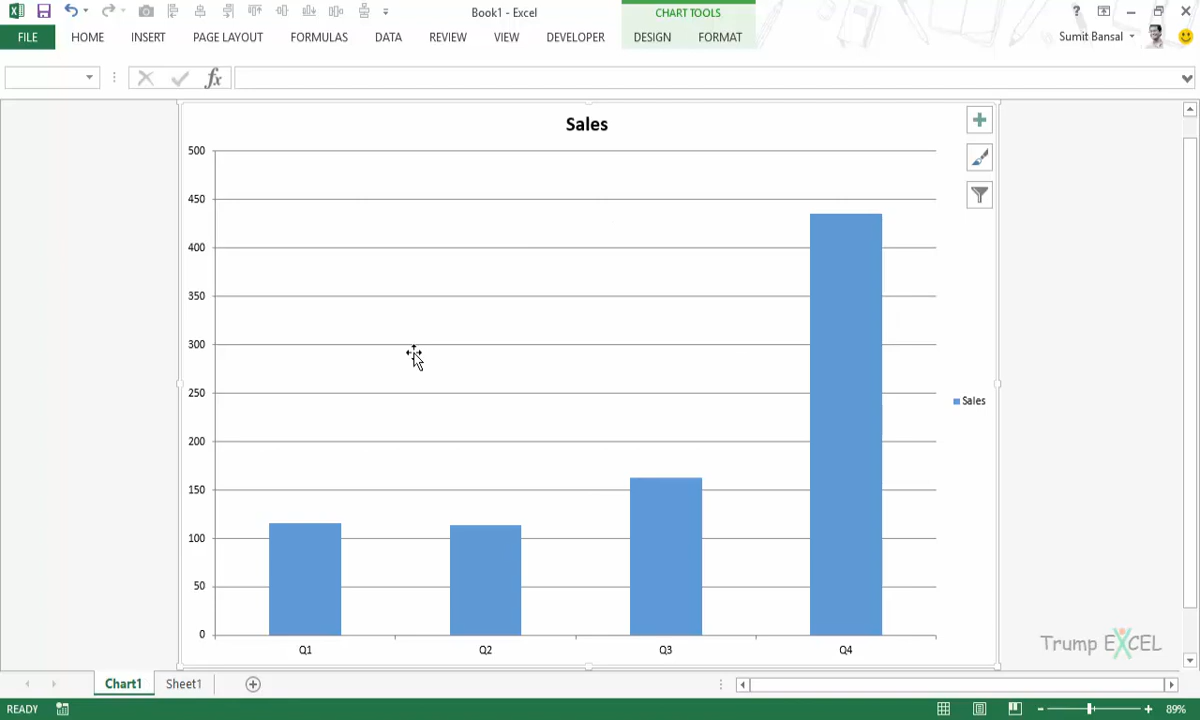 Book1 - Excel
CHART TOOLS
?
FILE
HOME
INSERT
PAGE LAYOUT
FORMULAS
DATA
REVIEW
VIEW
DEVELOPER
DESIGN
FORMAT
Sumit Bansal
fx
Sales
500
450
400
350
300
250
200
150
100
50
0
Q1
Q2
Q3
Q4
Sales
Trump EXCEL
Chart1
Sheet1
READY
89%